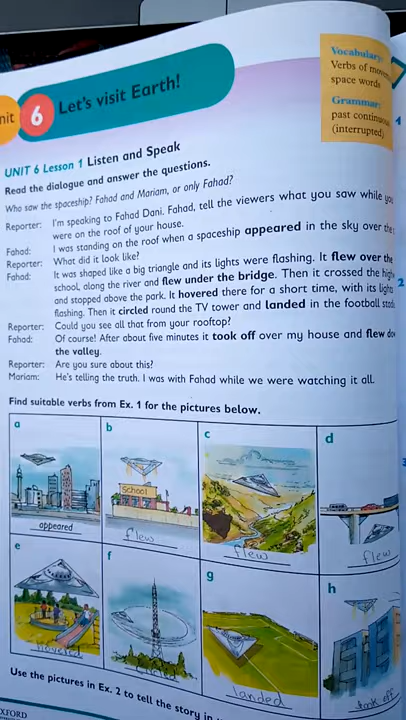 nit 6 Let's visit Earth!
Vocabulary:
Verbs of
space words
Grammar:
past continuous
(interrupted)
UNIT 6 Lesson 1 Listen and Speak
Read the dialogue and answer the questions.
Who saw the spaceship? Fahad and Mariam, or only Fahad?
Reporter: I'm speaking to Fahad Dani. Fahad, tell the viewers what you saw while you
were on the roof of your house.
Fahad: I was standing on the roof when a spaceship appeared in the sky over the
Reporter: What did it look like?
Fahad: It was shaped like a big triangle and its lights were flashing. It flew over the
school, along the river and flew under the bridge. Then it crossed the
and stopped above the park. It hovered there for a short time, with its lights
flashing. Then it circled round the TV tower and landed in the football
Reporter: Could you see all that from your rooftop?
Fahad: Of course! After about five minutes it took off over my house and flew
the valley.
Reporter: Are you sure about this?
Mariam: He's telling the truth. I was with Fahad while we were watching it all.
Find suitable verbs from Ex. 1 for the pictures below.
a
b
c
d
School
appeared
flew
flew
flew
e
f
g
h
hovered
circled
landed
took off
Use the pictures in Ex. 2 to tell the story in
XFORD